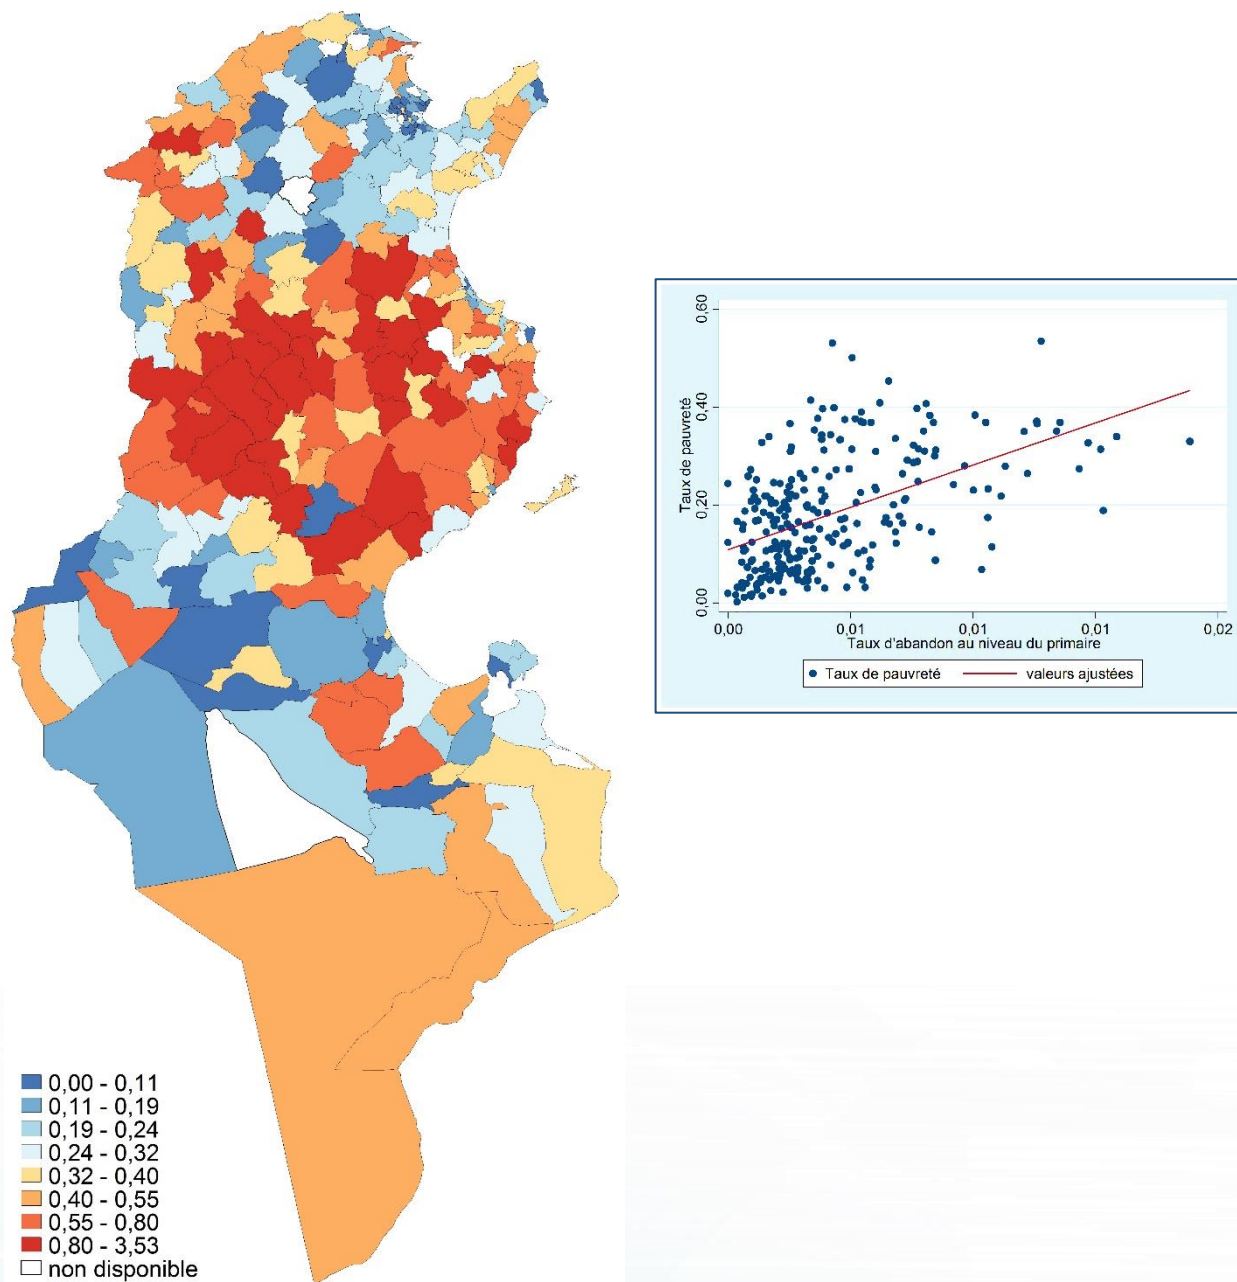 0,60
0,40
0,20
0,00
Taux de pauvreté
0,00
0,01
0,01
0,01
0,02
Taux d'abandon au niveau du primaire
Taux de pauvreté
valeurs ajustées
0,00 - 0,11
0,11 - 0,19
0,19 - 0,24
0,24 - 0,32
0,32 - 0,40
0,40 - 0,55
0,55 - 0,80
0,80 - 3,53
non disponible